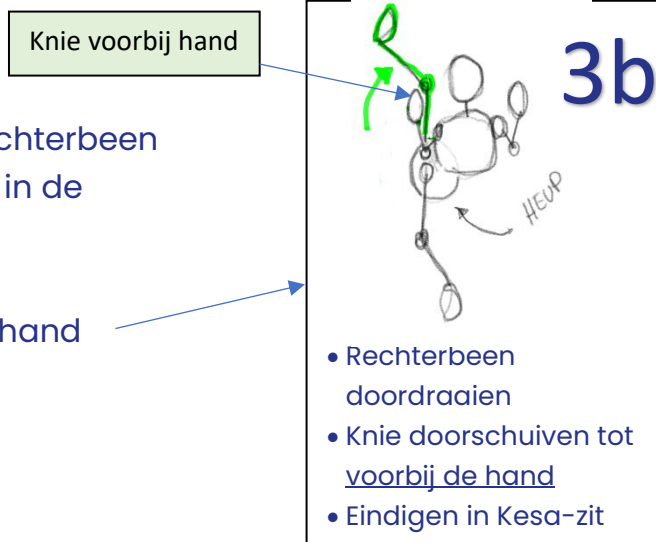 Knie voorbij hand
3b
chterbeen
in de
hand
HEUP
• Rechterbeen
doordraaien
• Knie doorschuiven tot
voorbij de hand
• Eindigen in Kesa-zit